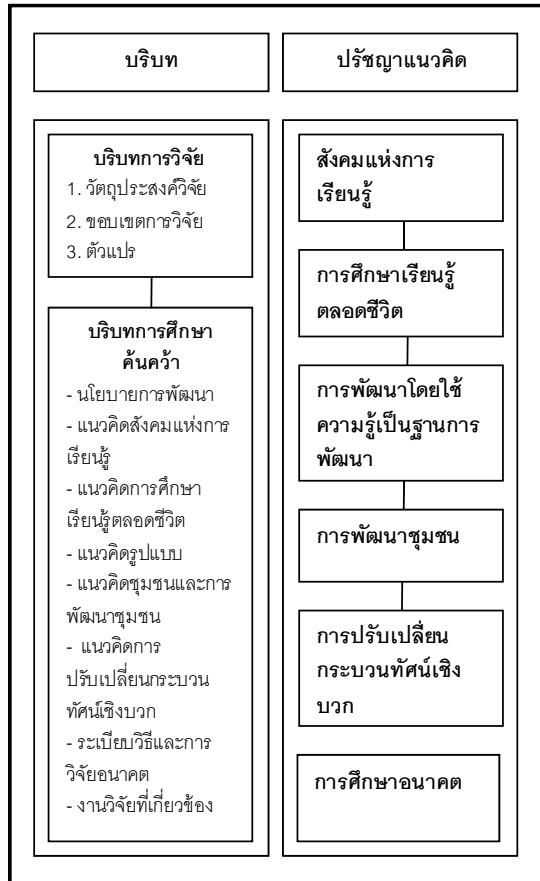 บริบท
ปรัชญาแนวคิด
บริบทการวิจัย
1. วัตถุประสงค์วิจัย
2. ขอบเขตการวิจัย
3. ตัวแปร
บริบทการศึกษา
ค้นคว้า
- นโยบายการพัฒนา
- แนวคิดสังคมแห่งการ
เรียนรู้
- แนวคิดการศึกษา
เรียนรู้ตลอดชีวิต
- แนวคิดรูปแบบ
- แนวคิดชุมชนและการ
พัฒนาชุมชน
- แนวคิดการ
ปรับเปลี่ยนกระบวน
ทัศน์เชิงบวก
- ระเบียบวิธีและการ
วิจัยอนาคต
- งานวิจัยที่เกี่ยวข้อง
สังคมแห่งการ
เรียนรู้
การศึกษาเรียนรู้
ตลอดชีวิต
การพัฒนาโดยใช้
ความรู้เป็นฐานการ
พัฒนา
การพัฒนาชุมชน
การปรับเปลี่ยน
กระบวนทัศน์เชิง
บวก
การศึกษาอนาคต